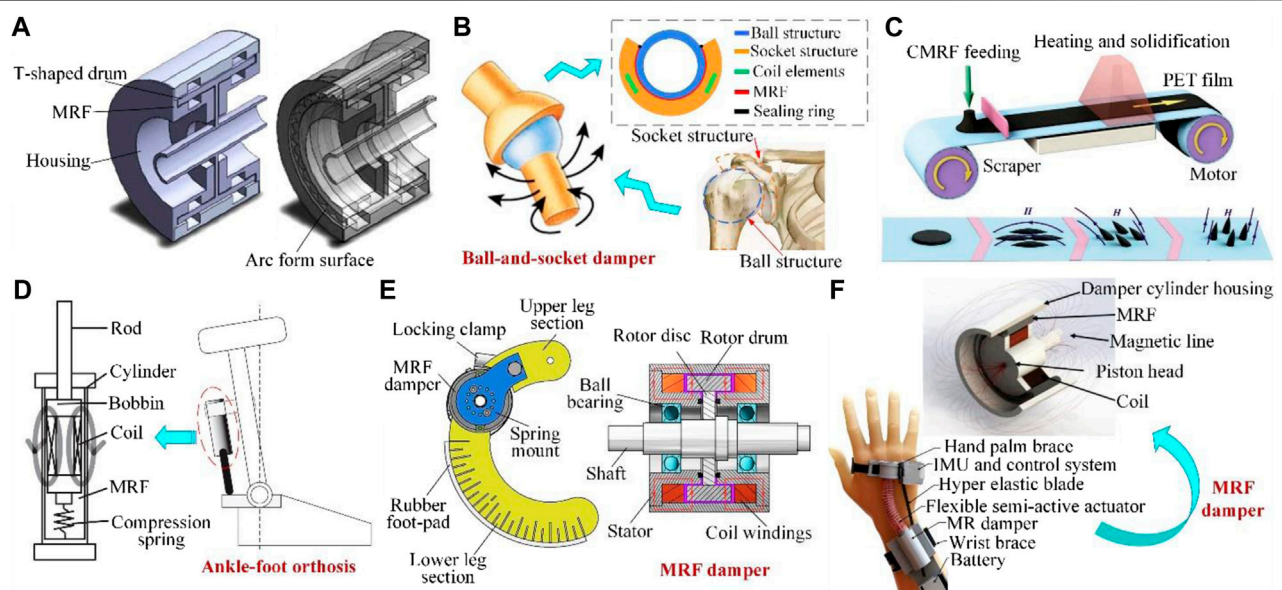 A
T-shaped drum
MRF
Housing
Arc form surface
B
Ball structure
Socket structure
Coil elements
MRF
Sealing ring
Socket structure
Ball structure
Ball-and-socket damper
C
CMRF feeding
Heating and solidification
PET film
Scraper
Motor
H
H
H
D
Rod
Cylinder
Bobbin
Coil
MRF
Compression
spring
Ankle-foot orthosis
E
Locking clamp
Upper leg
section
MRF
damper
Spring
mount
Rubber
foot-pad
Lower leg
section
Rotor disc
Rotor drum
Ball
bearing
Shaft
Stator
Coil windings
MRF damper
F
Damper cylinder housing
MRF
Magnetic line
Piston head
Coil
Hand palm brace
IMU and control system
Hyper elastic blade
Flexible semi-active actuator
MR damper
Wrist brace
Battery
MRF
damper